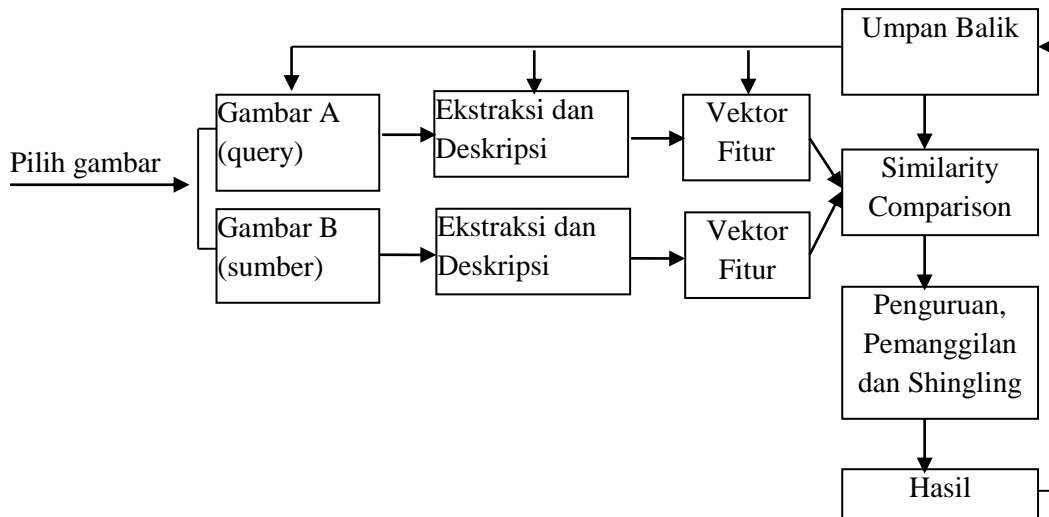 Umpan Balik
Gambar A
(query)
Ekstraksi dan
Deskripsi
Vektor
Fitur
Pilih gambar
Similarity
Comparison
Gambar B
(sumber)
Ekstraksi dan
Deskripsi
Vektor
Fitur
Penguruan,
Pemanggilan
dan Shingling
Hasil